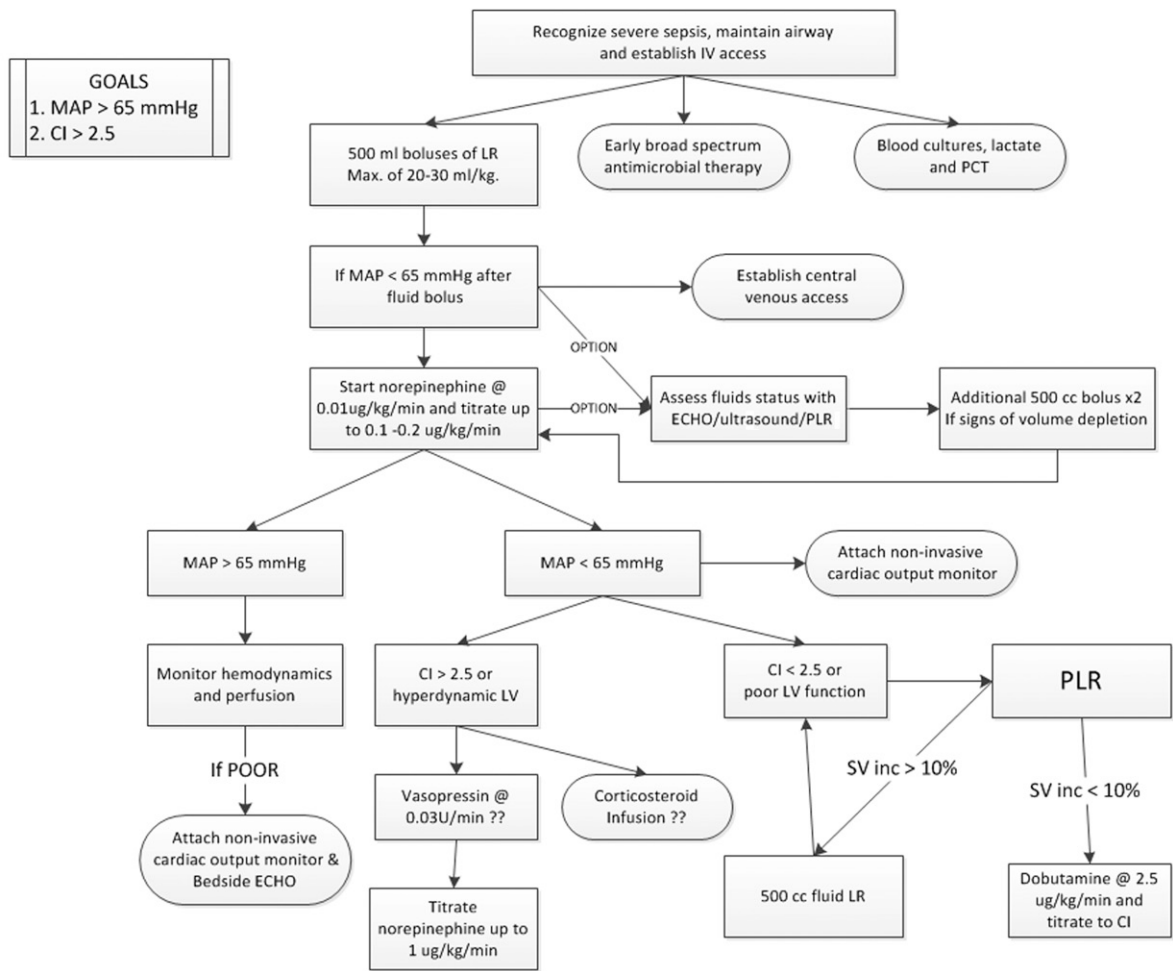 Recognize severe sepsis, maintain airway
and establish IV access
GOALS
1. MAP > 65 mmHg
2. CI > 2.5
500 ml boluses of LR
Max. of 20-30 ml/kg.
Early broad spectrum
antimicrobial therapy
Blood cultures, lactate
and PCT
If MAP < 65 mmHg after
fluid bolus
Establish central
venous access
OPTION
Start norepinephine @
0.01ug/kg/min and titrate up
to 0.1 -0.2 ug/kg/min
OPTION
Assess fluids status with
ECHO/ultrasound/PLR
Additional 500 cc bolus x2
If signs of volume depletion
MAP > 65 mmHg
MAP < 65 mmHg
Attach non-invasive
cardiac output monitor
Monitor hemodynamics
and perfusion
CI > 2.5 or
hyperdynamic LV
CI < 2.5 or
poor LV function
PLR
If POOR
SV inc > 10%
SV inc < 10%
Vasopressin @
0.03U/min ??
Corticosteroid
Infusion ??
Attach non-invasive
cardiac output monitor &
Bedside ECHO
500 cc fluid LR
Dobutamine @ 2.5
ug/kg/min and
titrate to CI
Titrate
norepinephine up to
1 ug/kg/min